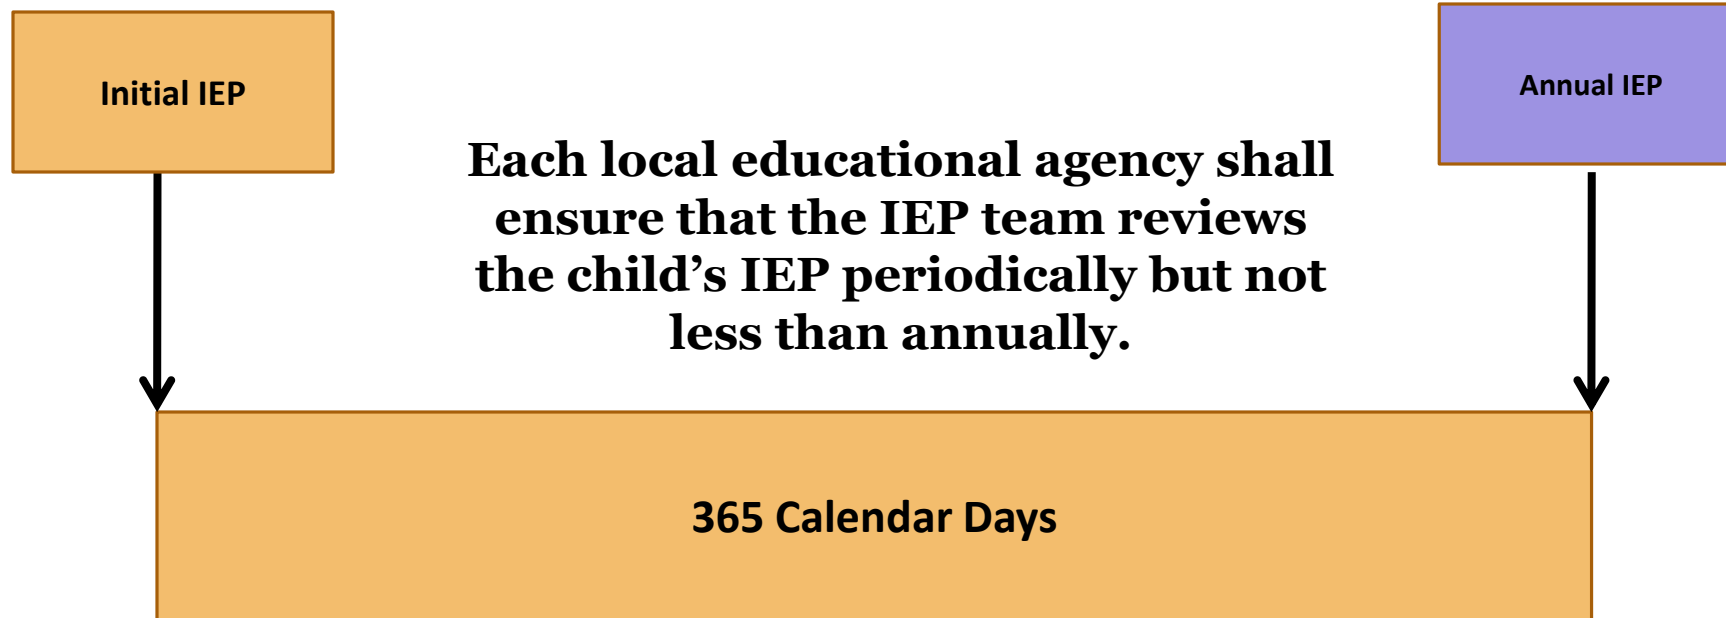 Initial IEP
Annual IEP
Each local educational agency shall
ensure that the IEP team reviews
the child’s IEP periodically but not
less than annually.
365 Calendar Days